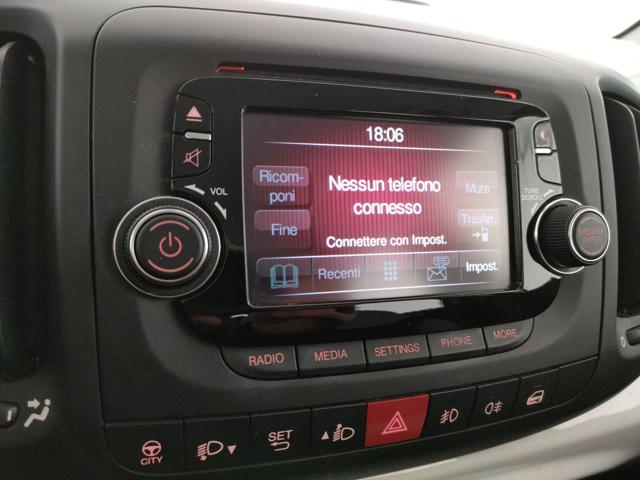 18:06
Ricom-
poni
Nessun telefono
connesso
Mute
Fine
Trasfer.
Connettere con Impost.
Recenti
Impost.
VOL
TUNE
SCROLL
BROWSE
ENTER
RADIO
MEDIA
SETTINGS
PHONE
MORE
CITY
SET
0